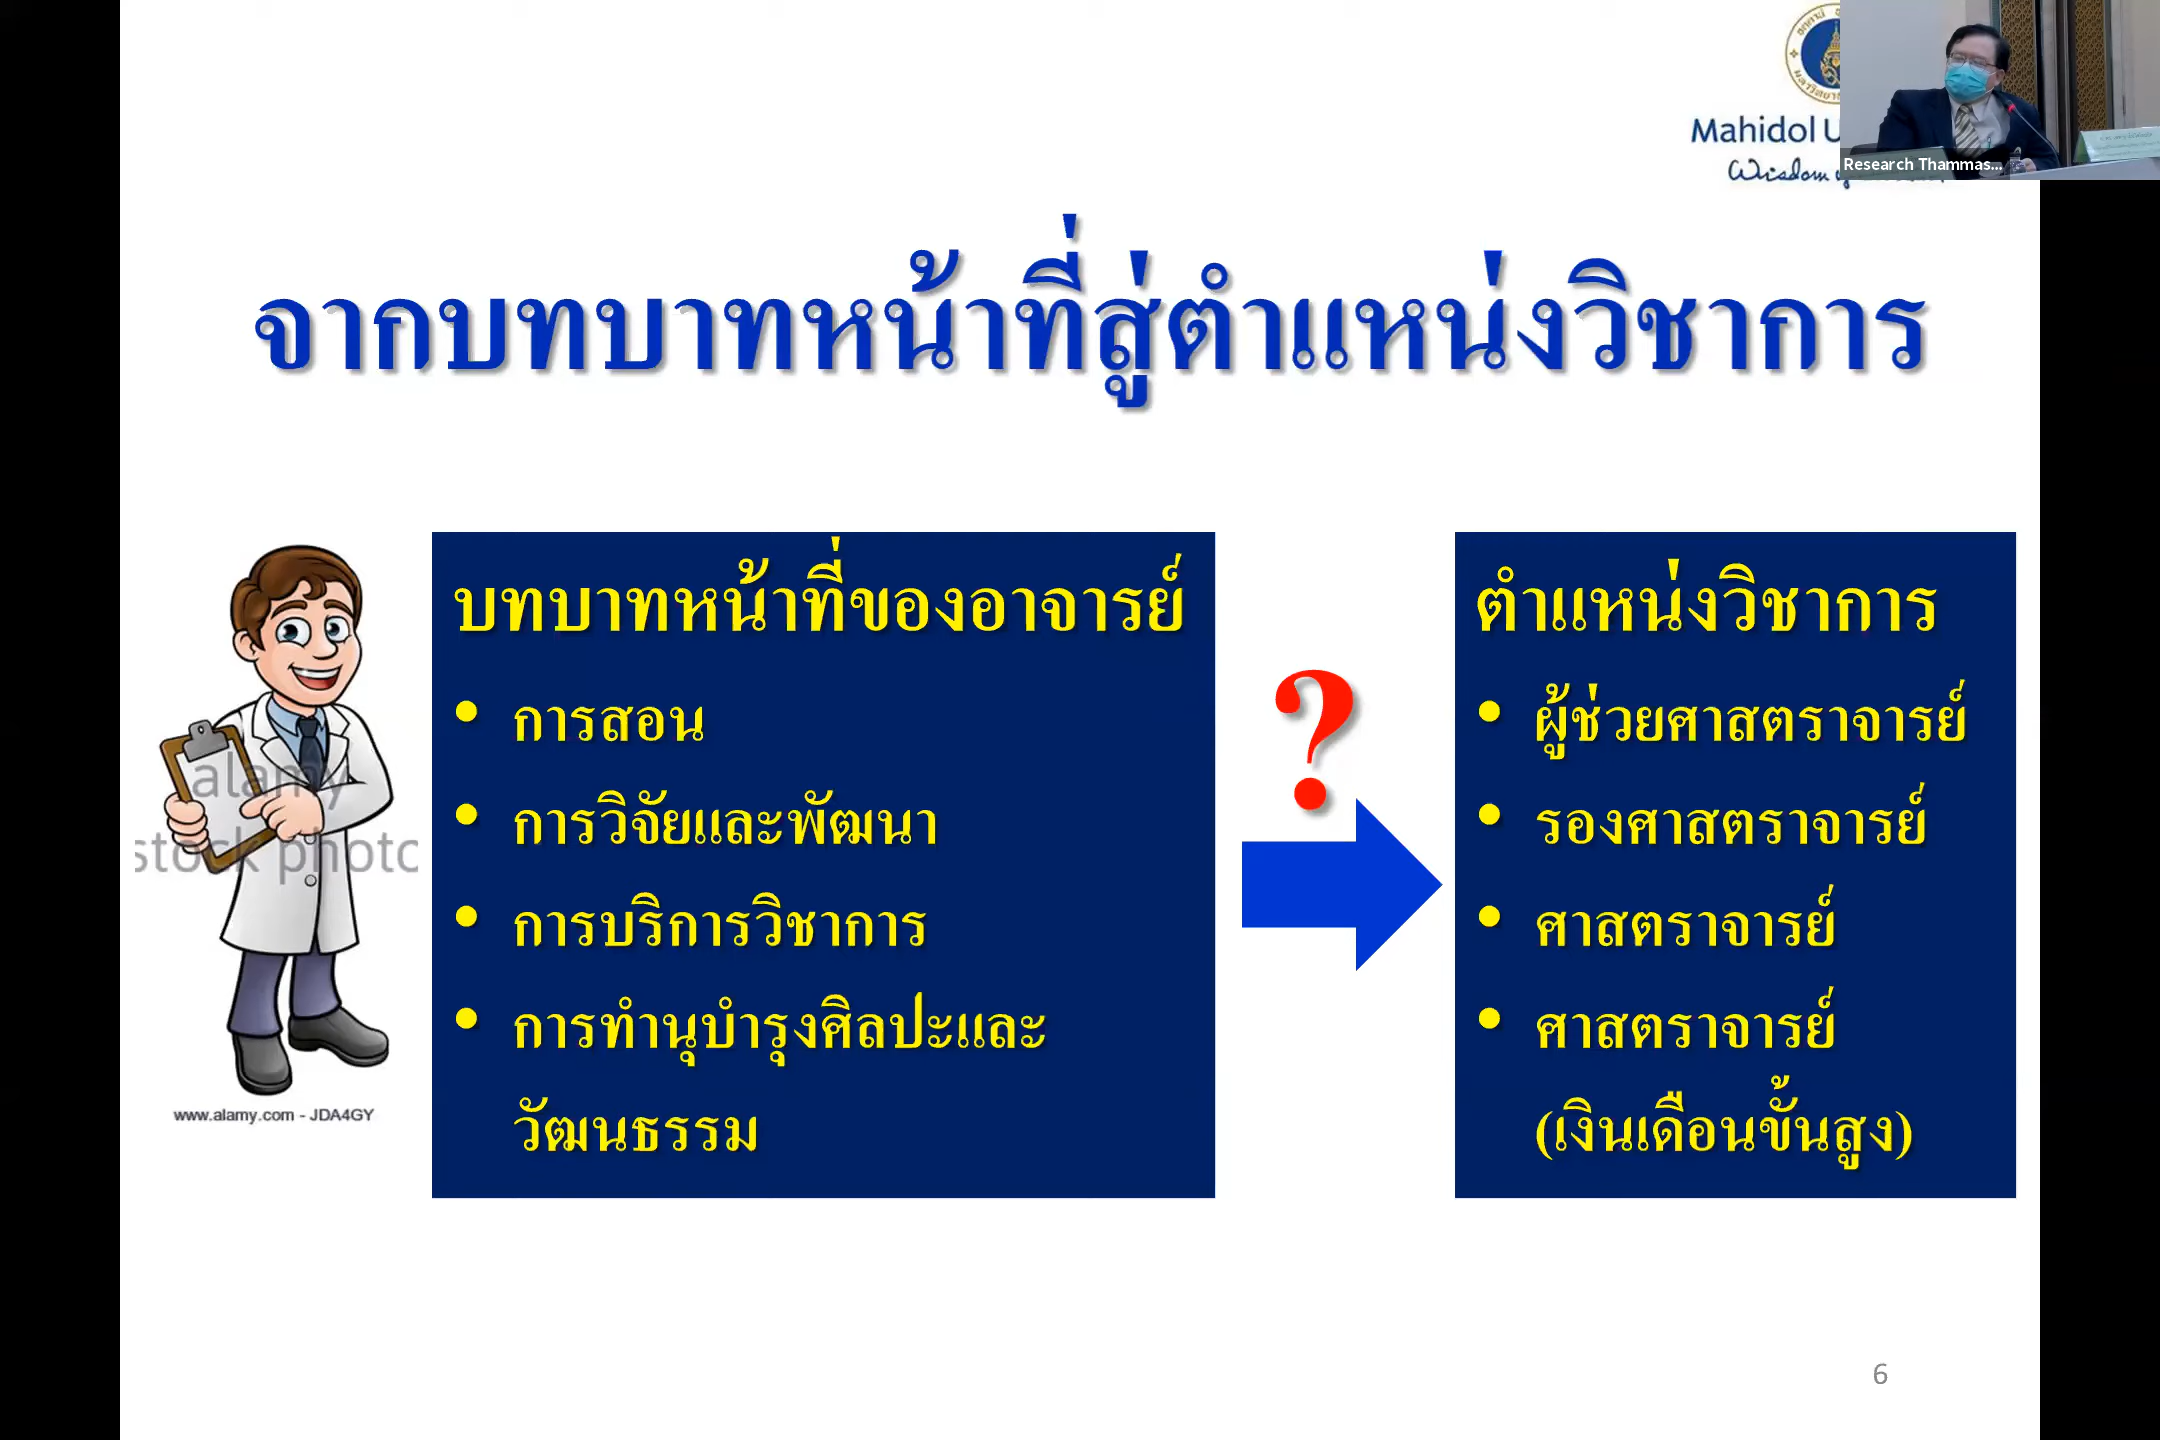 Mahidol U
Wisdom
Research Thammas...
จากบทบาทหน้าที่สู่ตำแหน่งวิชาการ
บทบาทหน้าที่ของอาจารย์
• การสอน
• การวิจัยและพัฒนา
• การบริการวิชาการ
• การทำนุบำรุงศิลปะและ
วัฒนธรรม
?
ตำแหน่งวิชาการ
• ผู้ช่วยศาสตราจารย์
• รองศาสตราจารย์
• ศาสตราจารย์
• ศาสตราจารย์
(เงินเดือนขั้นสูง)
alamy
stock photo
www.alamy.com - JDA4GY
6